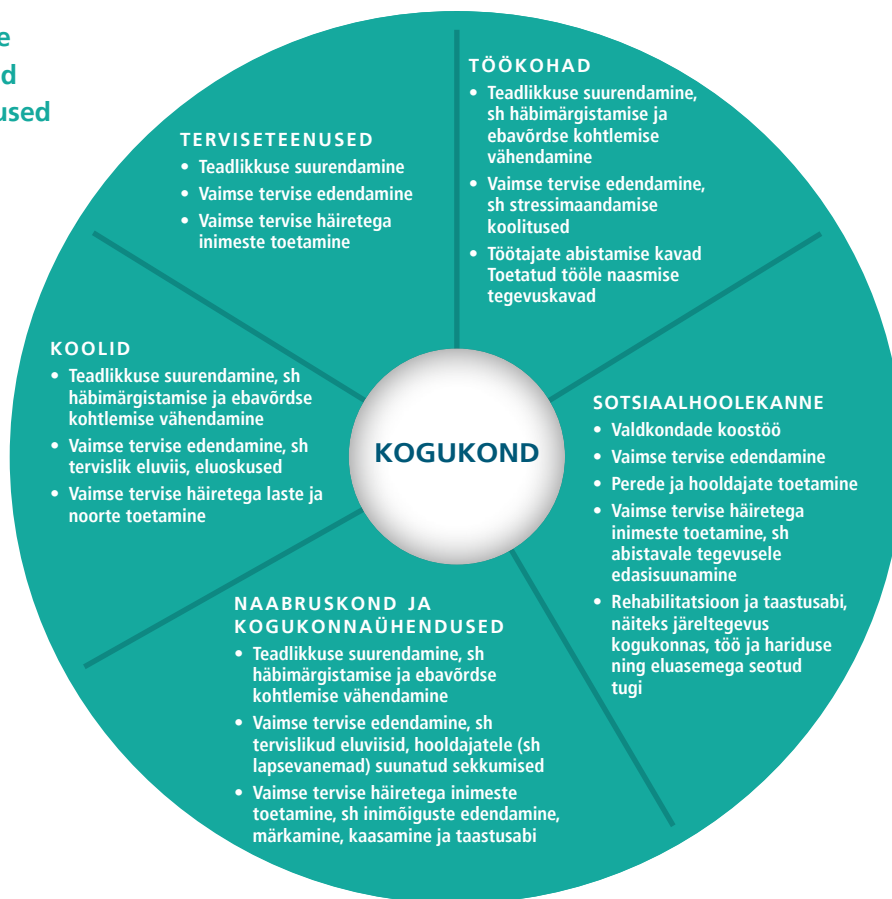 TERVISETEENUSED
• Teadlikkuse suurendamine
• Vaimse tervise edendamine
• Vaimse tervise häiretega
inimeste toetamine
TÖÖKOHAD
• Teadlikkuse suurendamine,
sh häbimärgistamise ja
ebavõrdse kohtlemise
vähendamine
• Vaimse tervise edendamine,
sh stressimaandamise
koolitused
• Töötajate abistamise kavad
Toetatud tööle naasmise
tegevuskavad
KOOLID
• Teadlikkuse suurendamine, sh
häbimärgistamise ja ebavõrdse
kohtlemise vähendamine
• Vaimse tervise edendamine, sh
tervislik eluviis, eluoskused
• Vaimse tervise häiretega laste ja
noorte toetamine
KOGUKOND
SOTSIAALHOOLEKANNE
• Valdkondade koostöö
• Vaimse tervise edendamine
• Perede ja hooldajate toetamine
• Vaimse tervise häiretega
inimeste toetamine, sh
abistavale tegevusele
edasisuunamine
• Rehabilitatsioon ja taastusabi,
näiteks järeltegevus
kogukonnas, töö ja hariduse
ning eluasemega seotud
tugi
NAABRUSKOND JA
KOGUKONNAÜHENDUSED
• Teadlikkuse suurendamine, sh
häbimärgistamise ja ebavõrdse
kohtlemise vähendamine
• Vaimse tervise edendamine, sh
tervislikud eluviisid, hooldajatele (sh
lapsevanemad) suunatud sekkumised
• Vaimse tervise häiretega inimeste
toetamine, sh inimõiguste edendamine,
märkamine, kaasamine ja taastusabi